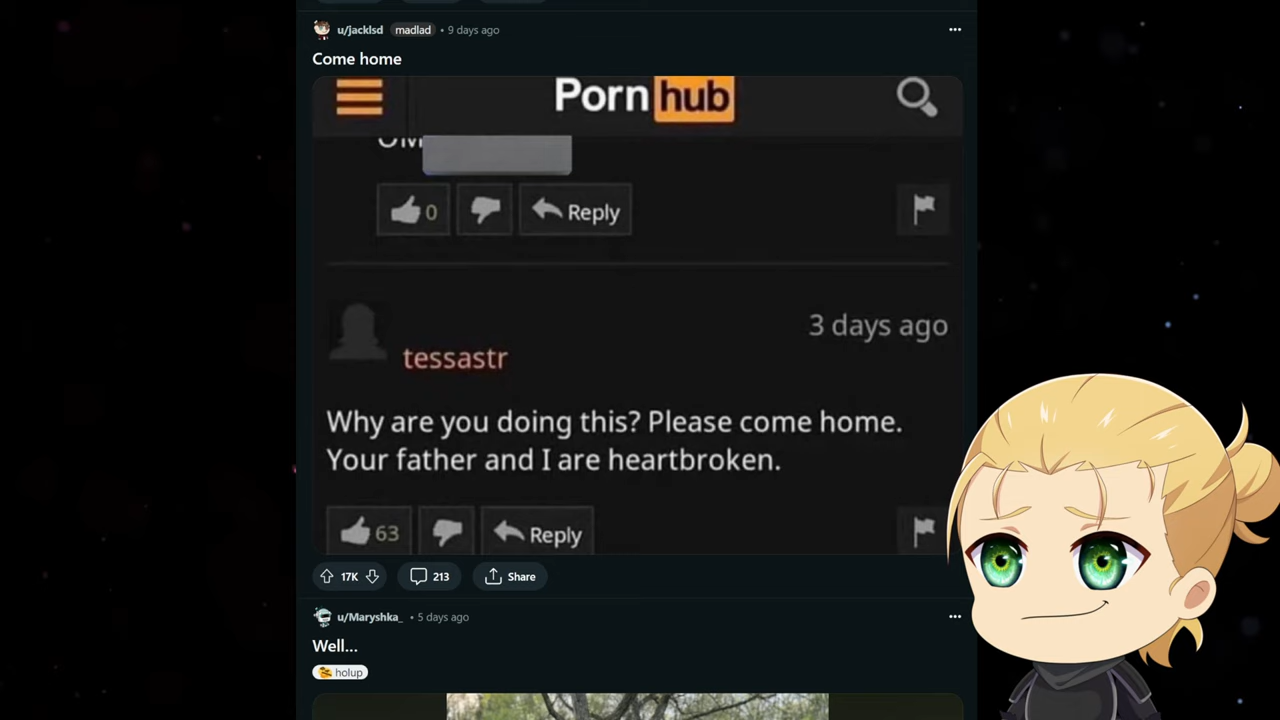 u/jacklsd madlad • 9 days ago
Come home
Porn hub
0 Reply
3 days ago
tessastr
Why are you doing this? Please come home.
Your father and I are heartbroken.
63 Reply
17K 213 Share
u/Maryshka_ • 5 days ago
Well...
holup